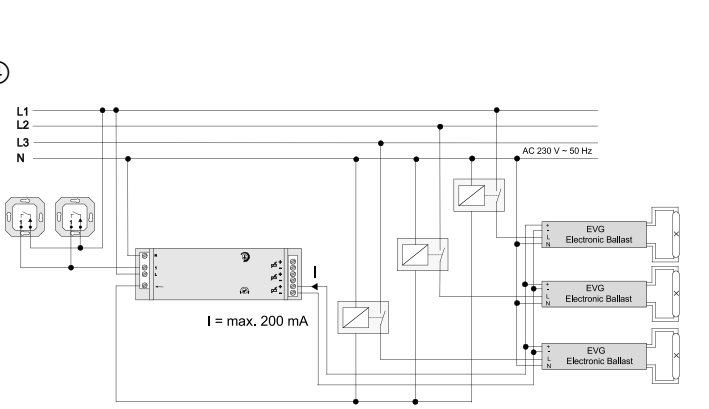 L1
L2
L3
N
AC 230 V ~ 50 Hz
EVG
Electronic Ballast
+
-
L
N
N
1
L
I
+
-
+
-
+
-
EVG
Electronic Ballast
+
-
L
N
I = max. 200 mA
EVG
Electronic Ballast
+
-
L
N